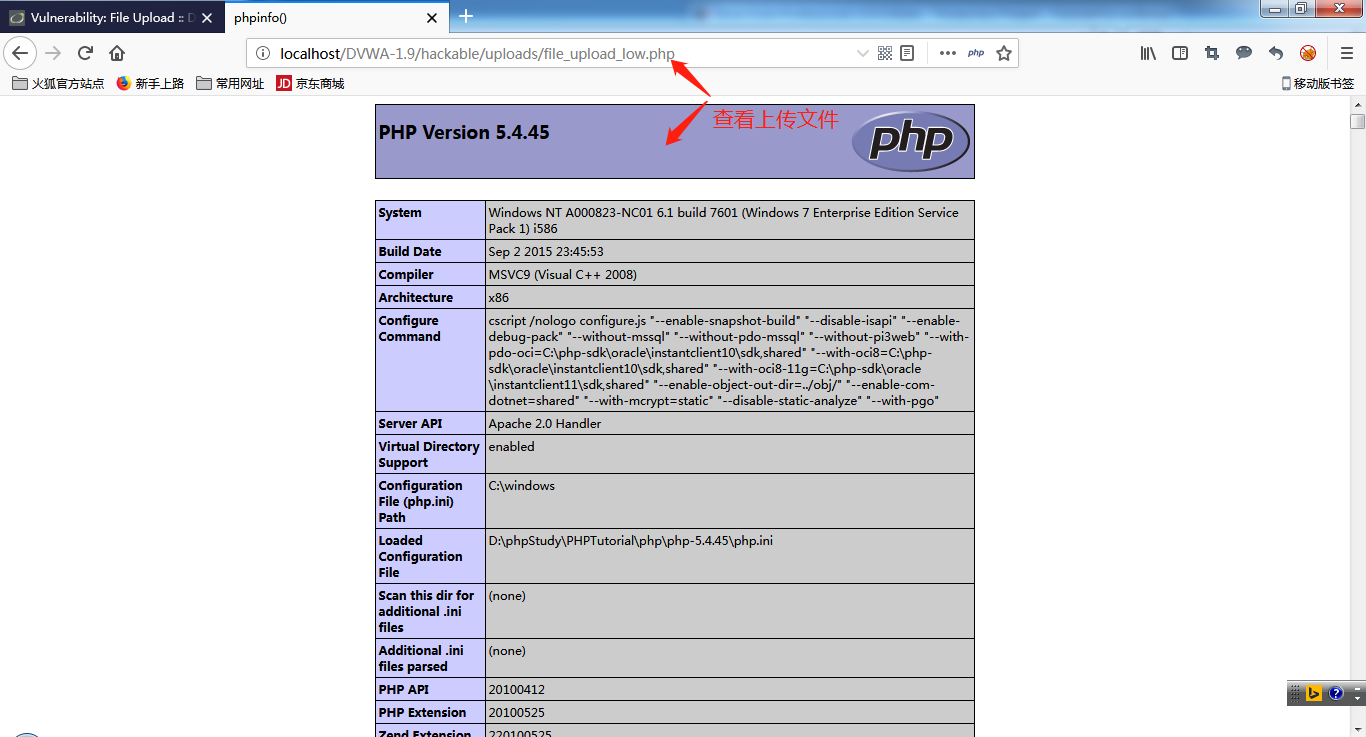 Vulnerability: File Upload :: D
phpinfo()
localhost/DVWA-1.9/hackable/uploads/file_upload_low.php
php
火狐官方站点
新手上路
常用网址
JD 京东商城
移动版书签
查看上传文件
PHP Version 5.4.45
php
System
Windows NT A000823-NC01 6.1 build 7601 (Windows 7 Enterprise Edition Service
Pack 1) i586
Build Date
Sep 2 2015 23:45:53
Compiler
MSVC9 (Visual C++ 2008)
Architecture
x86
Configure
Command
cscript /nologo configure.js "--enable-snapshot-build" "--disable-isapi" "--enable-
debug-pack" "--without-mssql" "--without-pdo-mssql" "--without-pi3web" "--with-
pdo-oci=C:\php-sdk\oracle\instantclient10\sdk,shared" "--with-oci8=C:\php-
sdk\oracle\instantclient10\sdk,shared" "--with-oci8-11g=C:\php-sdk\oracle
\instantclient11\sdk,shared" "--enable-object-out-dir=../obj/" "--enable-com-
dotnet=shared" "--with-mcrypt=static" "--disable-static-analyze" "--with-pgo"
Server API
Apache 2.0 Handler
Virtual Directory
Support
enabled
Configuration
File (php.ini)
Path
C:\windows
Loaded
Configuration
File
D:\phpStudy\PHPTutorial\php\php-5.4.45\php.ini
Scan this dir for
additional .ini
files
(none)
Additional .ini
files parsed
(none)
PHP API
20100412
PHP Extension
20100525
Zend Extension
220100525